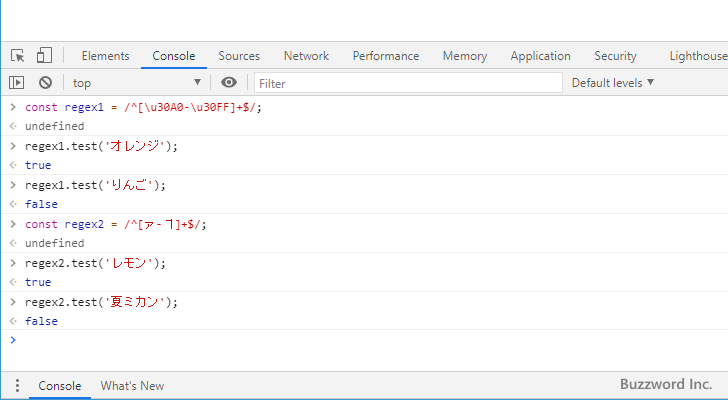 Elements Console Sources Network Performance Memory Application Security Lighthouse
top Filter Default levels
const regex1 = /^[\u30A0-\u30FF]+$/;
undefined
regex1.test('オレンジ');
true
regex1.test('りんご');
false
const regex2 = /^[ァ-ヿ]+$/;
undefined
regex2.test('レモン');
true
regex2.test('夏ミカン');
false
Console What's New
Buzzword Inc.